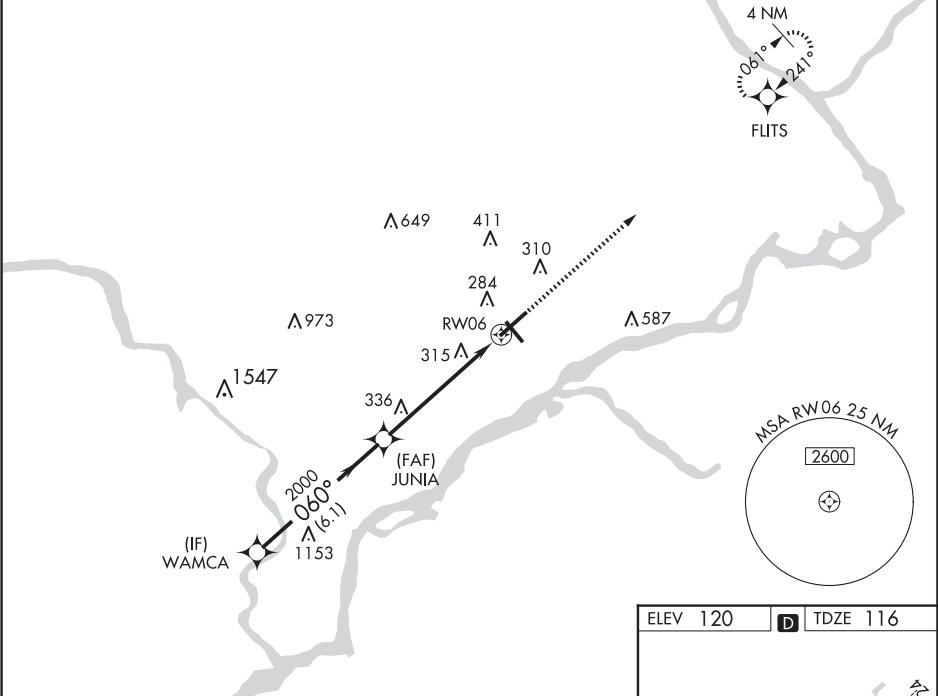 4 NM
061°
241°
FLITS
649
411
310
284
RW06
973
587
315
1547
336
(FAF)
JUNIA
MSA RW06 25 NM
2600
2000
060°
(6.1)
(IF)
WAMCA
1153
ELEV 120
D
TDZE 116
24